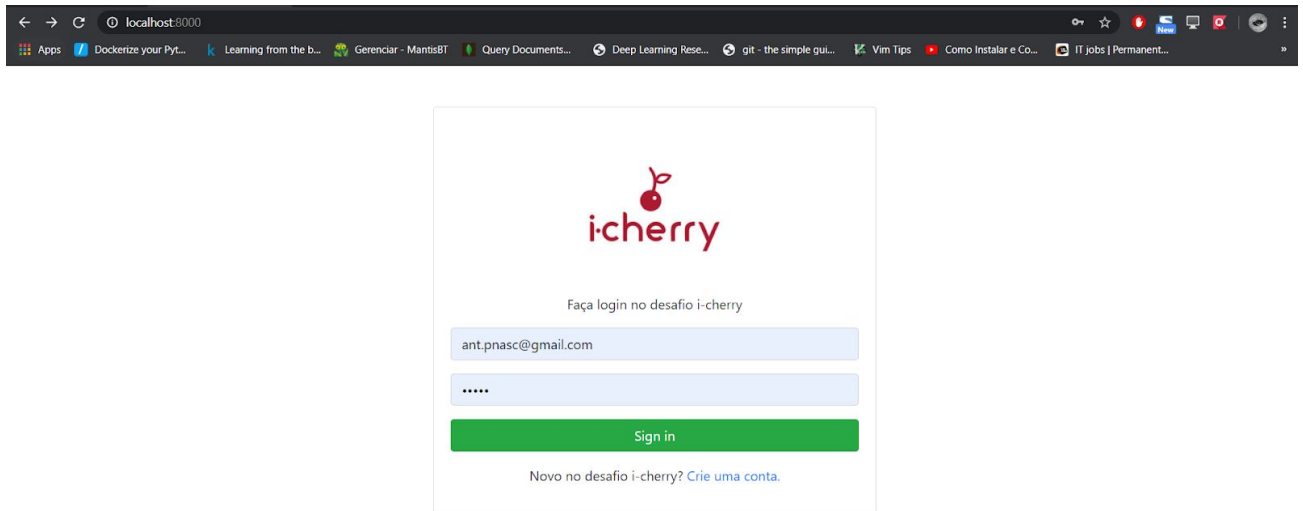 localhost:8000
New
Apps Dockerize your Pyt... Learning from the b... Gerenciar - MantisBT Query Documents... Deep Learning Rese... git - the simple gui... Vim Tips Como Instalar e Co... IT jobs | Permanent... »
i-cherry
Faça login no desafio i-cherry
ant.pnasc@gmail.com
•••••
Sign in
Novo no desafio i-cherry? Crie uma conta.